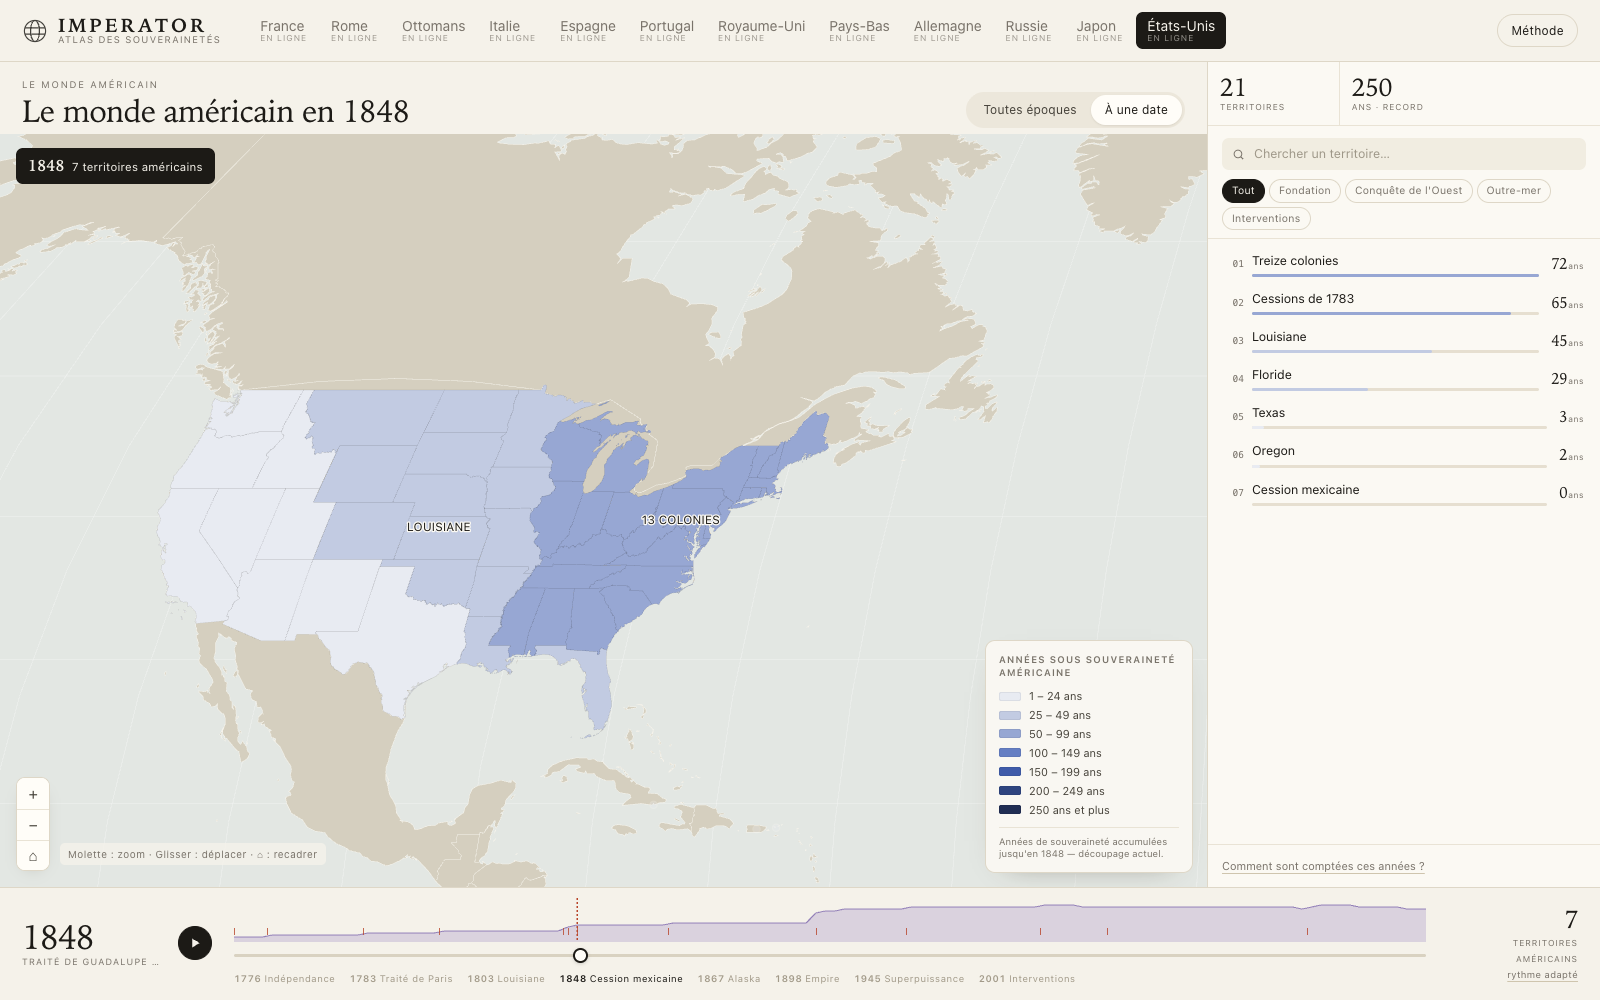 IMPERATOR
ATLAS DES SOUVERAINETÉS
France
EN LIGNE
Rome
EN LIGNE
Ottomans
EN LIGNE
Italie
EN LIGNE
Espagne
EN LIGNE
Portugal
EN LIGNE
Royaume-Uni
EN LIGNE
Pays-Bas
EN LIGNE
Allemagne
EN LIGNE
Russie
EN LIGNE
Japon
EN LIGNE
États-Unis
EN LIGNE
Méthode
LE MONDE AMÉRICAIN
Le monde américain en 1848
Toutes époques
À une date
1848 7 territoires américains
LOUISIANE
13 COLONIES
ANNÉES SOUS SOUVERAINETÉ
AMÉRICAINE
1 – 24 ans
25 – 49 ans
50 – 99 ans
100 – 149 ans
150 – 199 ans
200 – 249 ans
250 ans et plus
Années de souveraineté accumulées
jusqu'en 1848 — découpage actuel.
+
−
⌂
Molette : zoom · Glisser : déplacer · ⌂ : recadrer
21
TERRITOIRES
250
ANS · RECORD
Chercher un territoire...
Tout
Fondation
Conquête de l'Ouest
Outre-mer
Interventions
01 Treize colonies 72 ans
02 Cessions de 1783 65 ans
03 Louisiane 45 ans
04 Floride 29 ans
05 Texas 3 ans
06 Oregon 2 ans
07 Cession mexicaine 0 ans
Comment sont comptées ces années ?
1848
TRAITÉ DE GUADALUPE …
1776 Indépendance
1783 Traité de Paris
1803 Louisiane
1848 Cession mexicaine
1867 Alaska
1898 Empire
1945 Superpuissance
2001 Interventions
7
TERRITOIRES
AMÉRICAINS
rythme adapté